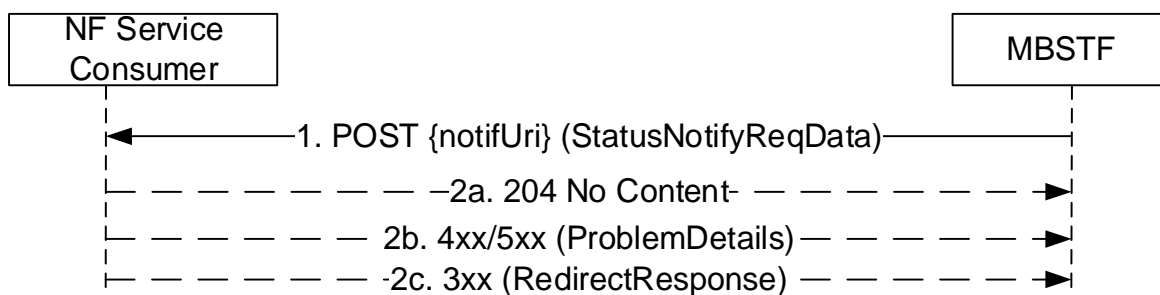 NF Service
Consumer
MBSTF
1. POST {notifUri} (StatusNotifyReqData)
2a. 204 No Content
2b. 4xx/5xx (ProblemDetails)
2c. 3xx (RedirectResponse)